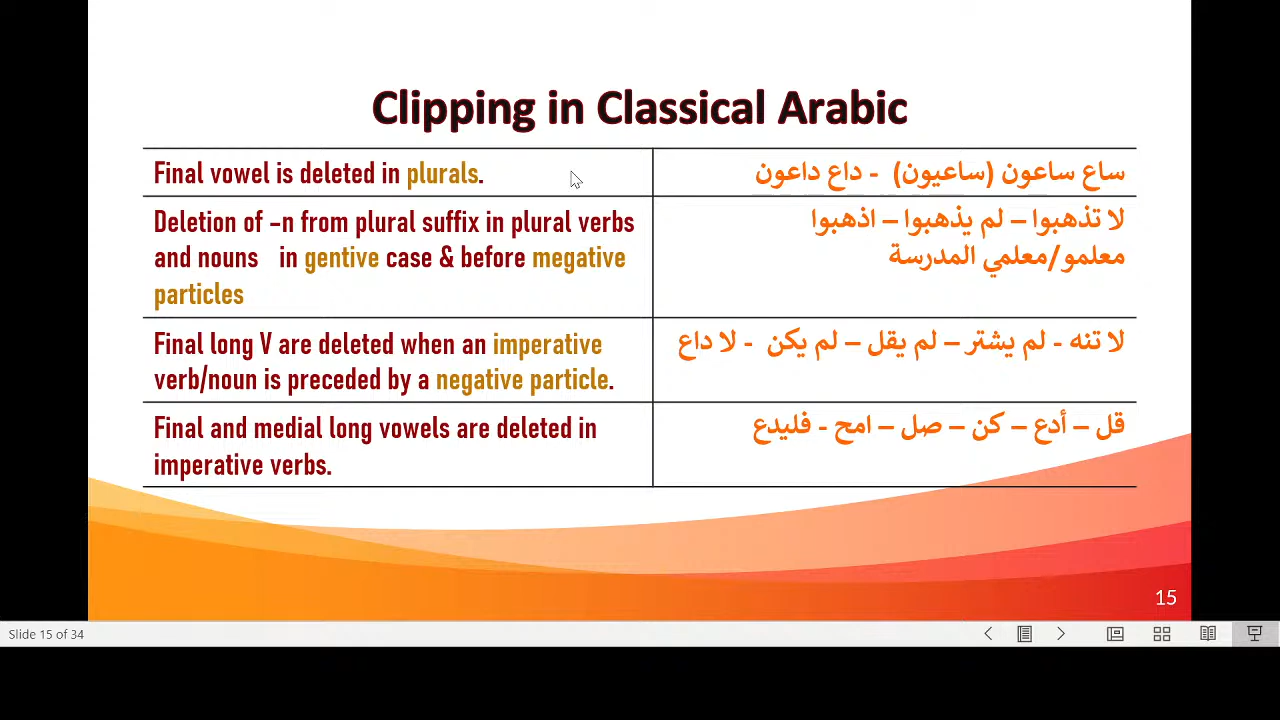 Clipping in Classical Arabic
Final vowel is deleted in plurals.
ساع ساعون (ساعيون) - داع داعون
Deletion of –n from plural suffix in plural verbs
and nouns in gentive case & before megative
particles
لا تذهبوا – لم يذهبوا – اذهبوا
معلمو/معلمي المدرسة
Final long V are deleted when an imperative
verb/noun is preceded by a negative particle.
لا تنه - لم يشتر – لم يقل – لم يكن - لا داع
Final and medial long vowels are deleted in
imperative verbs.
قل – أدع – كن – صل – امح - فليدع
15
Slide 15 of 34